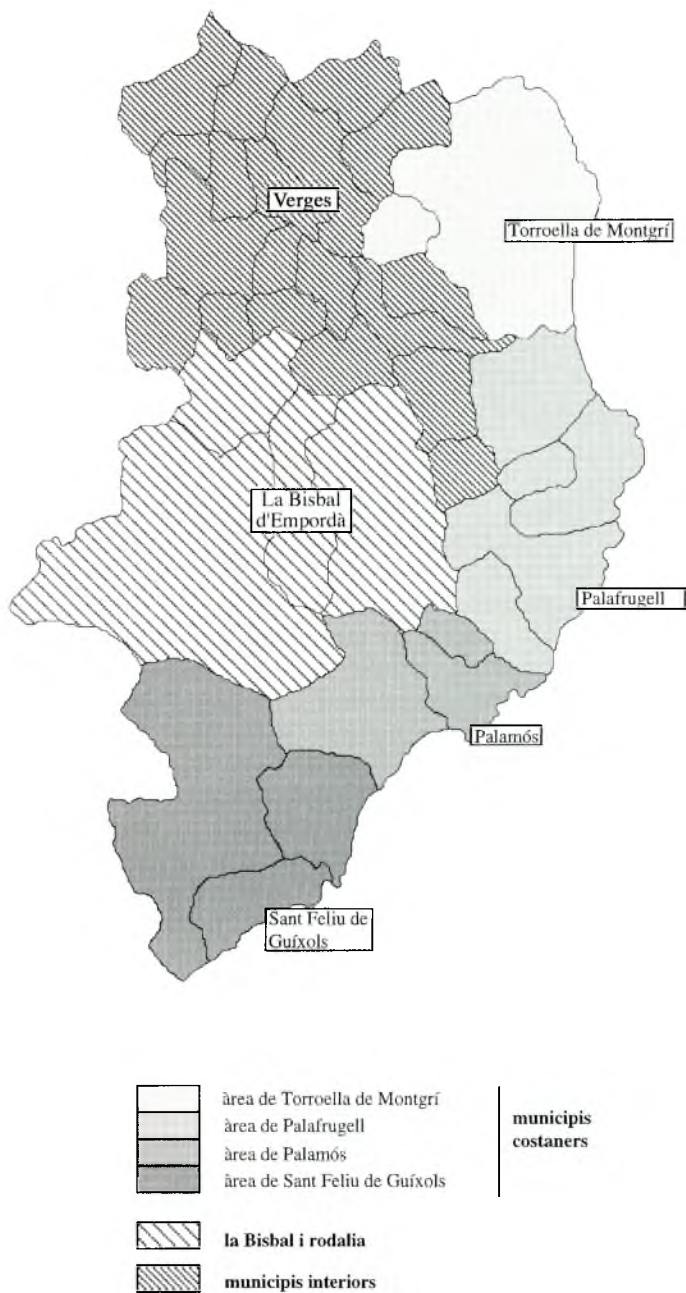 Verges
Torroella de Montgrí
La Bisbal
d'Empordà
Palafrugell
Palamós
Sant Feliu de
Guíxols
àrea de Torroella de Montgrí
àrea de Palafrugell
àrea de Palamós
àrea de Sant Feliu de Guíxols
municipis
costaners
la Bisbal i rodalia
municipis interiors